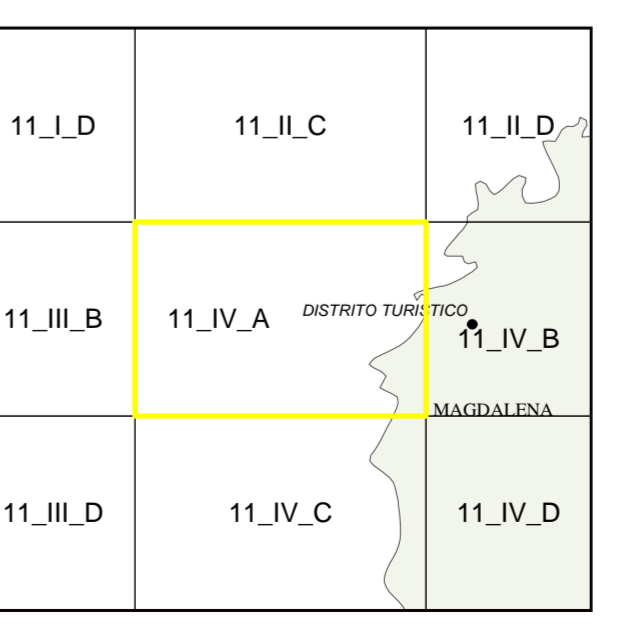 11_I_D
11_II_C
11_II_D
11_III_B
11_IV_A
DISTRITO TURISTICO
11_IV_B
MAGDALENA
11_III_D
11_IV_C
11_IV_D